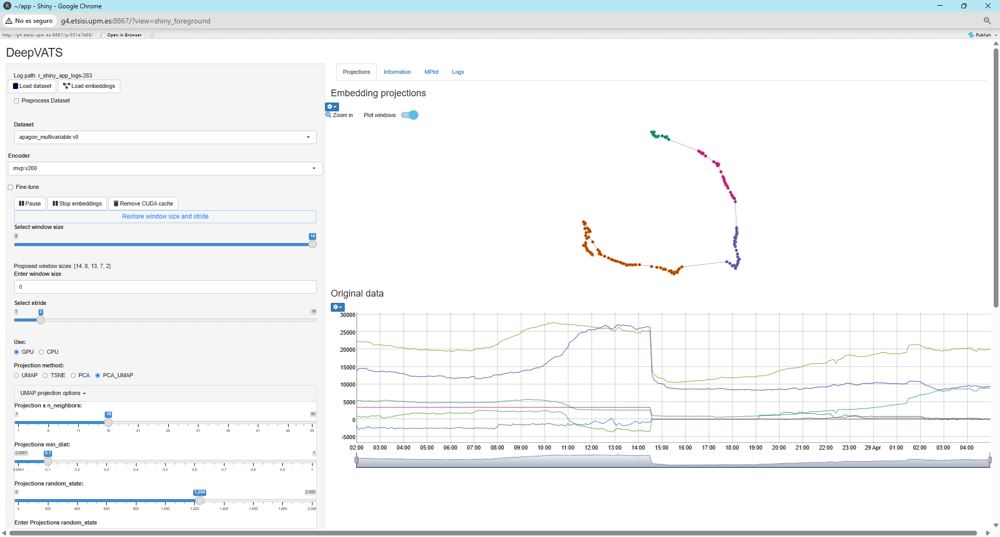 ~/app - Shiny - Google Chrome
No es seguro g4.etsisi.upm.es:8867/?view=shiny_foreground
http://g4.etsisi.upm.es:8867/p/031e7e08/ Open in Browser Publish
DeepVATS
Log path: r_shiny_app_logs-283
Load dataset Load embeddings
Preprocess Dataset
Dataset
apagon_multivariable:v0
Encoder
mvp:v200
Fine-tune
Pause Stop embeddings Remove CUDA cache
Restore window size and stride
Select window size
8 14
Proposed window sizes: [14, 8, 13, 7, 2]
Enter window size
0
Select stride
1 2 14
Use:
GPU CPU
Projection method:
UMAP TSNE PCA PCA_UMAP
UMAP projection options
Projection s n_neighbors:
1 16 50
1 6 11 16 21 26 31 36 41 46 50
Projections min_dist:
0.0001 0.1 1
0.0001 0.1 0.2 0.3 0.4 0.5 0.6 0.7 0.8 0.9 1
Projections random_state:
0 1,234 2,000
0 200 400 600 800 1,000 1,200 1,400 1,600 1,800 2,000
Enter Projections random_state
Projections Information MPlot Logs
Embedding projections
Zoom in Plot windows
Original data
30000
25000
20000
15000
10000
5000
0
-5000
02:00 03:00 04:00 05:00 06:00 07:00 08:00 09:00 10:00 11:00 12:00 13:00 14:00 15:00 16:00 17:00 18:00 19:00 20:00 21:00 22:00 23:00 29 Apr 01:00 02:00 03:00 04:00